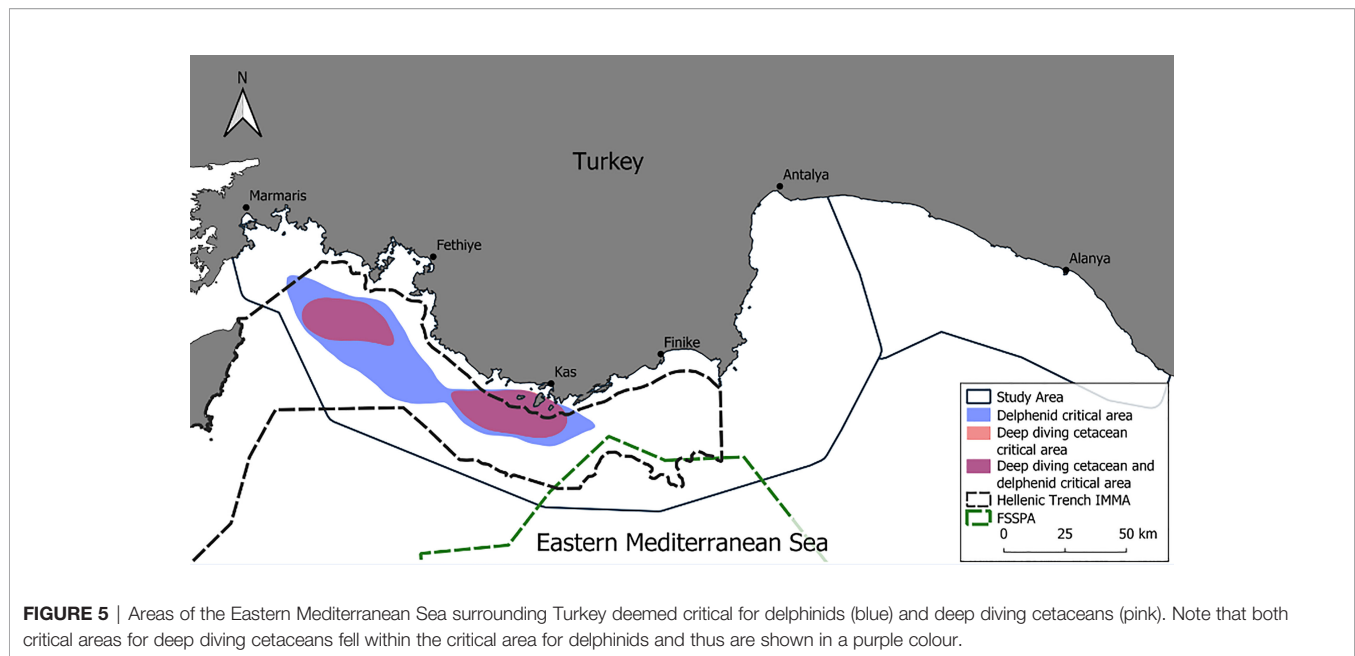 N
Turkey
Antalya
Marmaris
Fethiye
Alanya
Finike
Kas
Study Area
Delphenid critical area
Deep diving cetacean
critical area
Deep diving cetacean and
delphenid critical area
Hellenic Trench IMMA
FSSPA
0 25 50 km
Eastern Mediterranean Sea
FIGURE 5 | Areas of the Eastern Mediterranean Sea surrounding Turkey deemed critical for delphinids (blue) and deep diving cetaceans (pink). Note that both
critical areas for deep diving cetaceans fell within the critical area for delphinids and thus are shown in a purple colour.